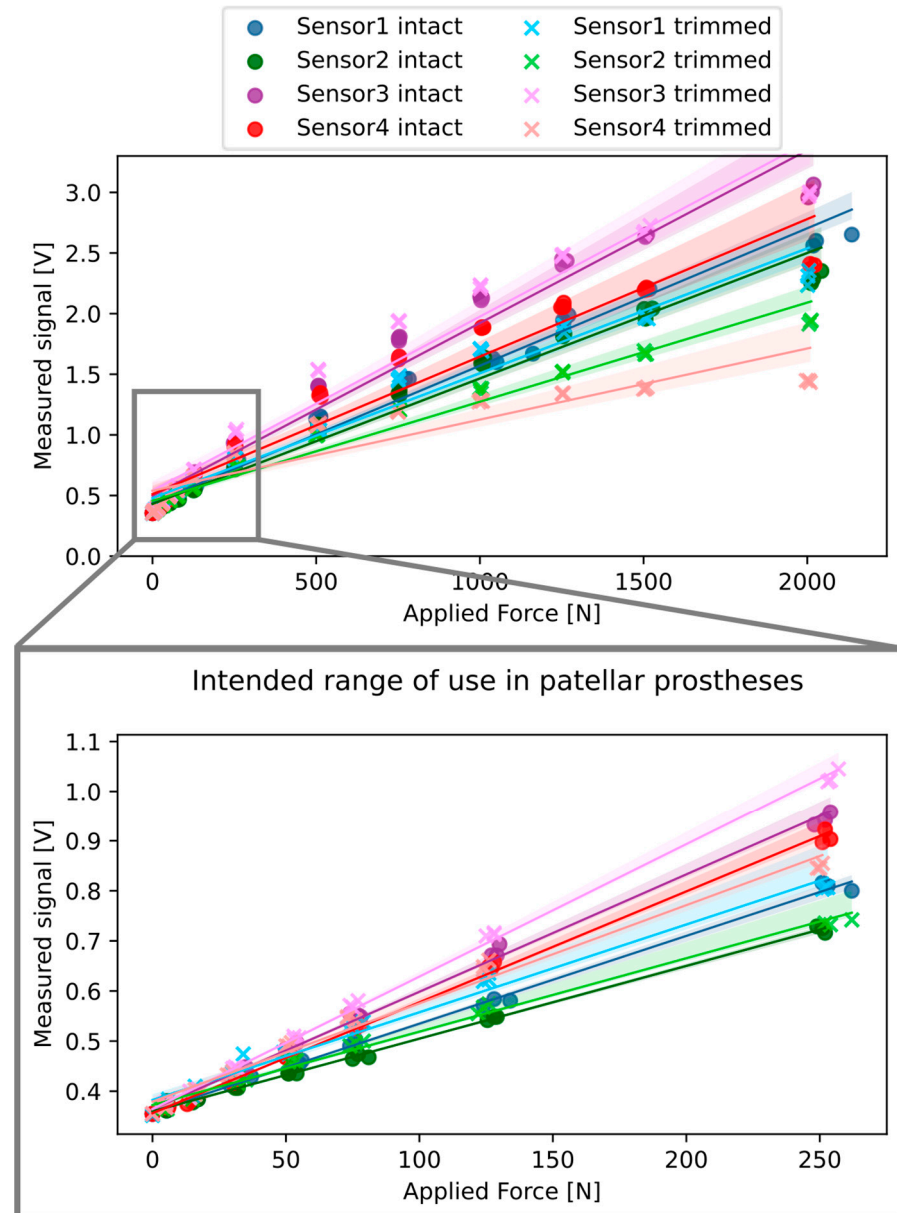 Sensor1 intact
Sensor2 intact
Sensor3 intact
Sensor4 intact
Sensor1 trimmed
Sensor2 trimmed
Sensor3 trimmed
Sensor4 trimmed
Measured signal [V]
3.0
2.5
2.0
1.5
1.0
0.5
0.0
0 500 1000 1500 2000
Applied Force [N]
Intended range of use in patellar prostheses
Measured signal [V]
1.1
1.0
0.9
0.8
0.7
0.6
0.5
0.4
0 50 100 150 200 250
Applied Force [N]